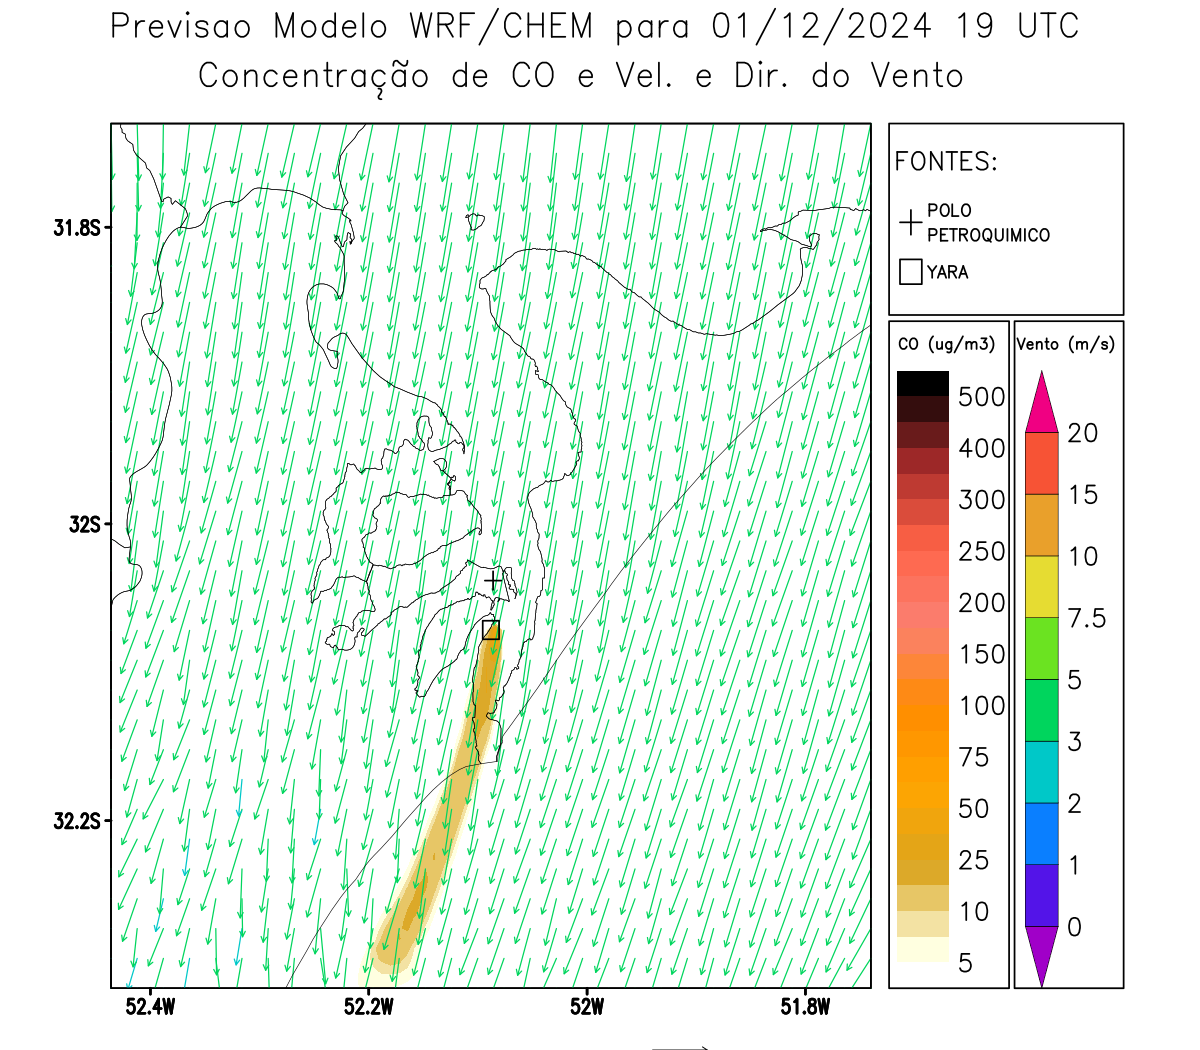 Previsao Modelo WRF/CHEM para 01/12/2024 19 UTC
Concentração de CO e Vel. e Dir. do Vento
FONTES:
POLO
PETROQUIMICO
YARA
CO (ug/m3)
500
400
300
250
200
150
100
75
50
25
10
5
Vento (m/s)
20
15
10
7.5
5
3
2
1
0
31.8S
32S
32.2S
52.4W
52.2W
52W
51.8W